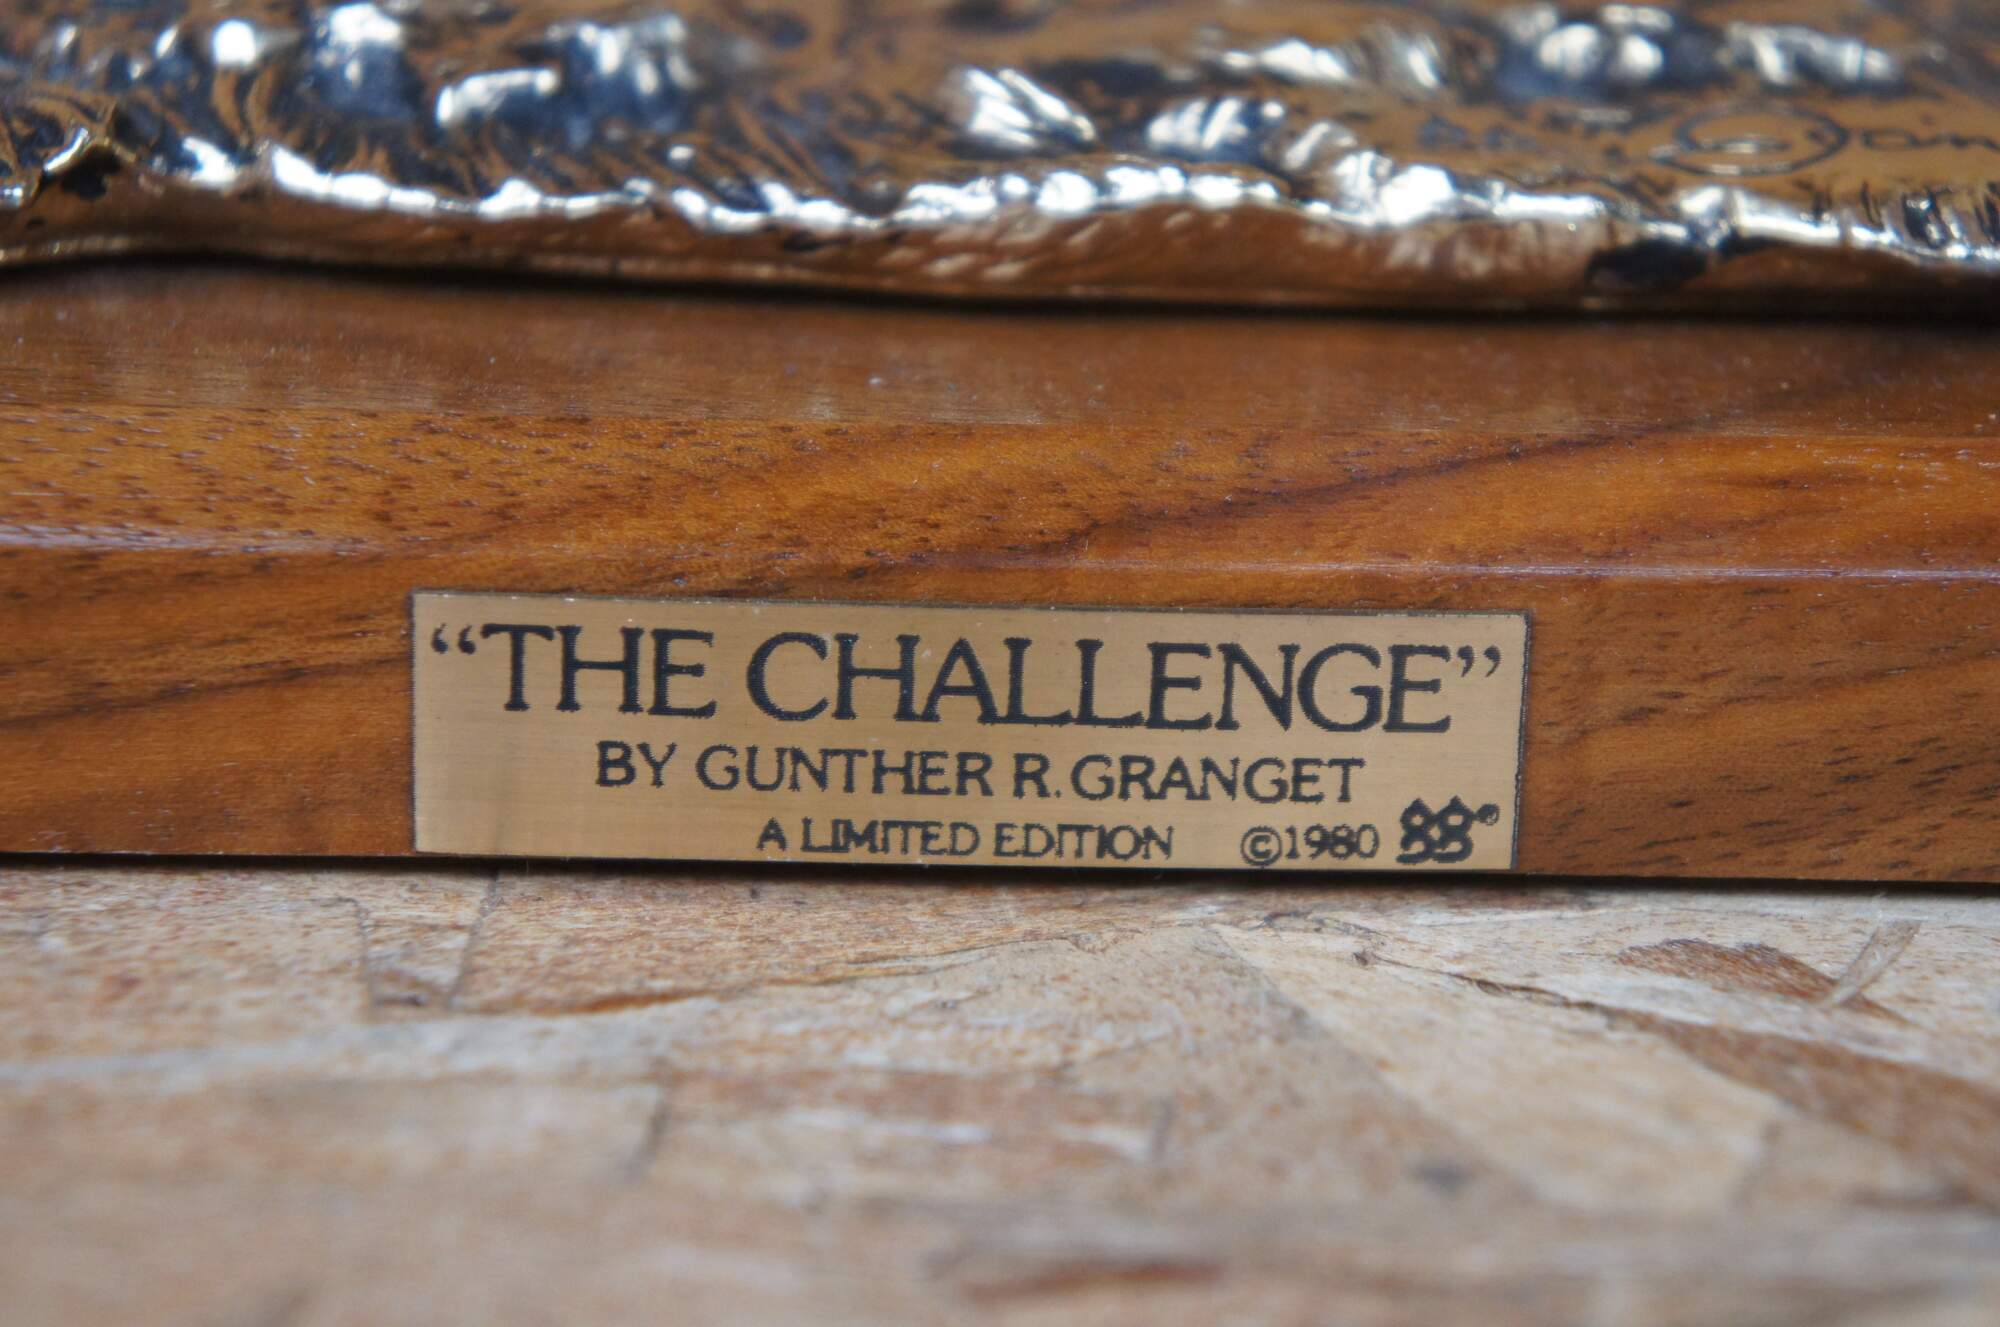 “THE CHALLENGE”
BY GUNTHER R. GRANGET
A LIMITED EDITION ©1980